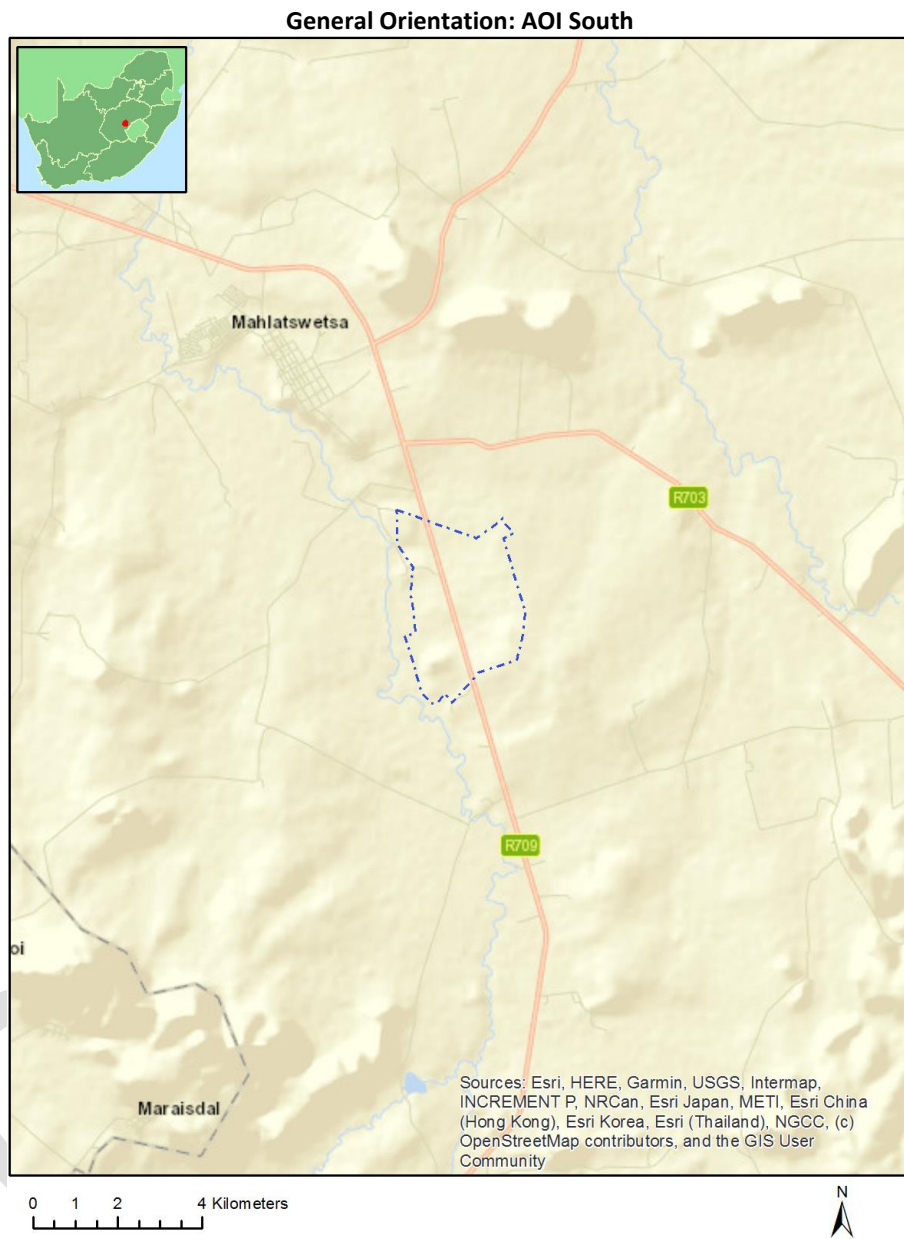 General Orientation: AOI South
Mahlatswetsa
R703
R709
oi
Maraisdal
Sources: Esri, HERE, Garmin, USGS, Intermap,
INCREMENT P, NRCan, Esri Japan, METI, Esri China
(Hong Kong), Esri Korea, Esri (Thailand), NGCC, (c)
OpenStreetMap contributors, and the GIS User
Community
0 1 2 4 Kilometers
N